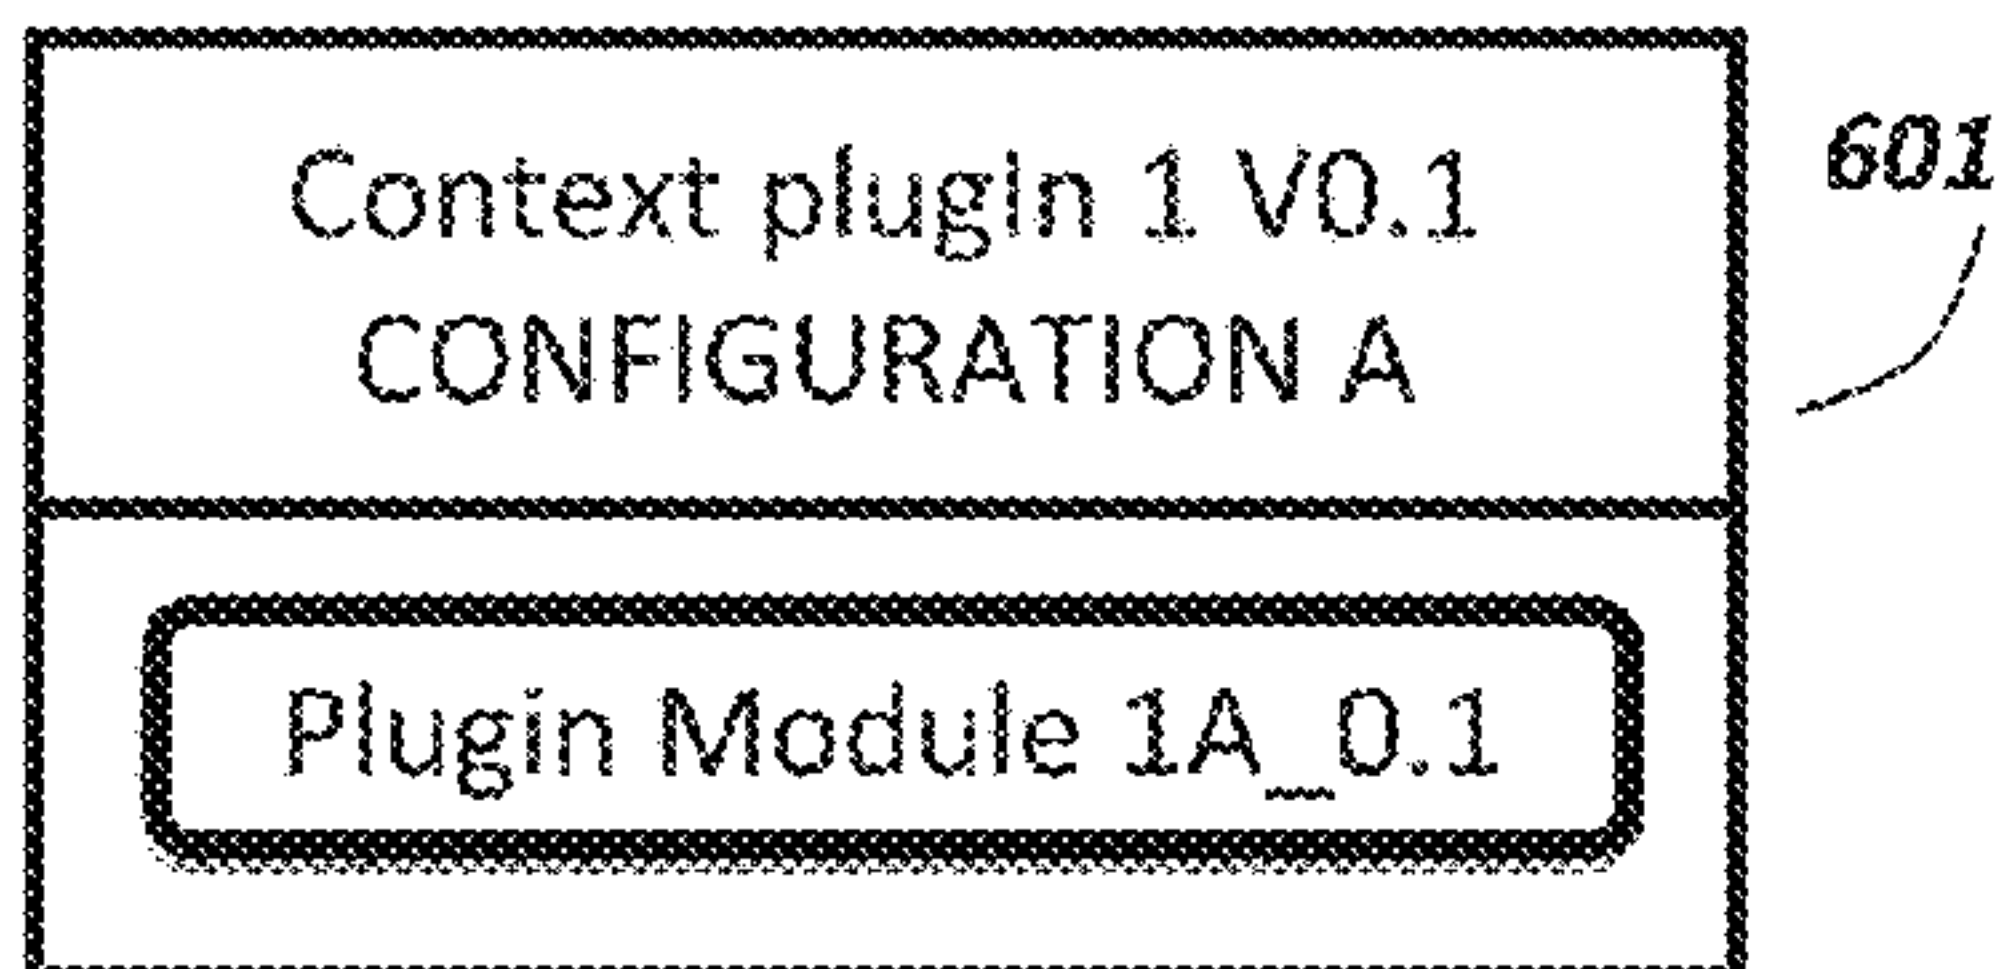 Context plugIn 1 V0.1
601
CONFIGURATION A
Plugin Module 1A_0.1